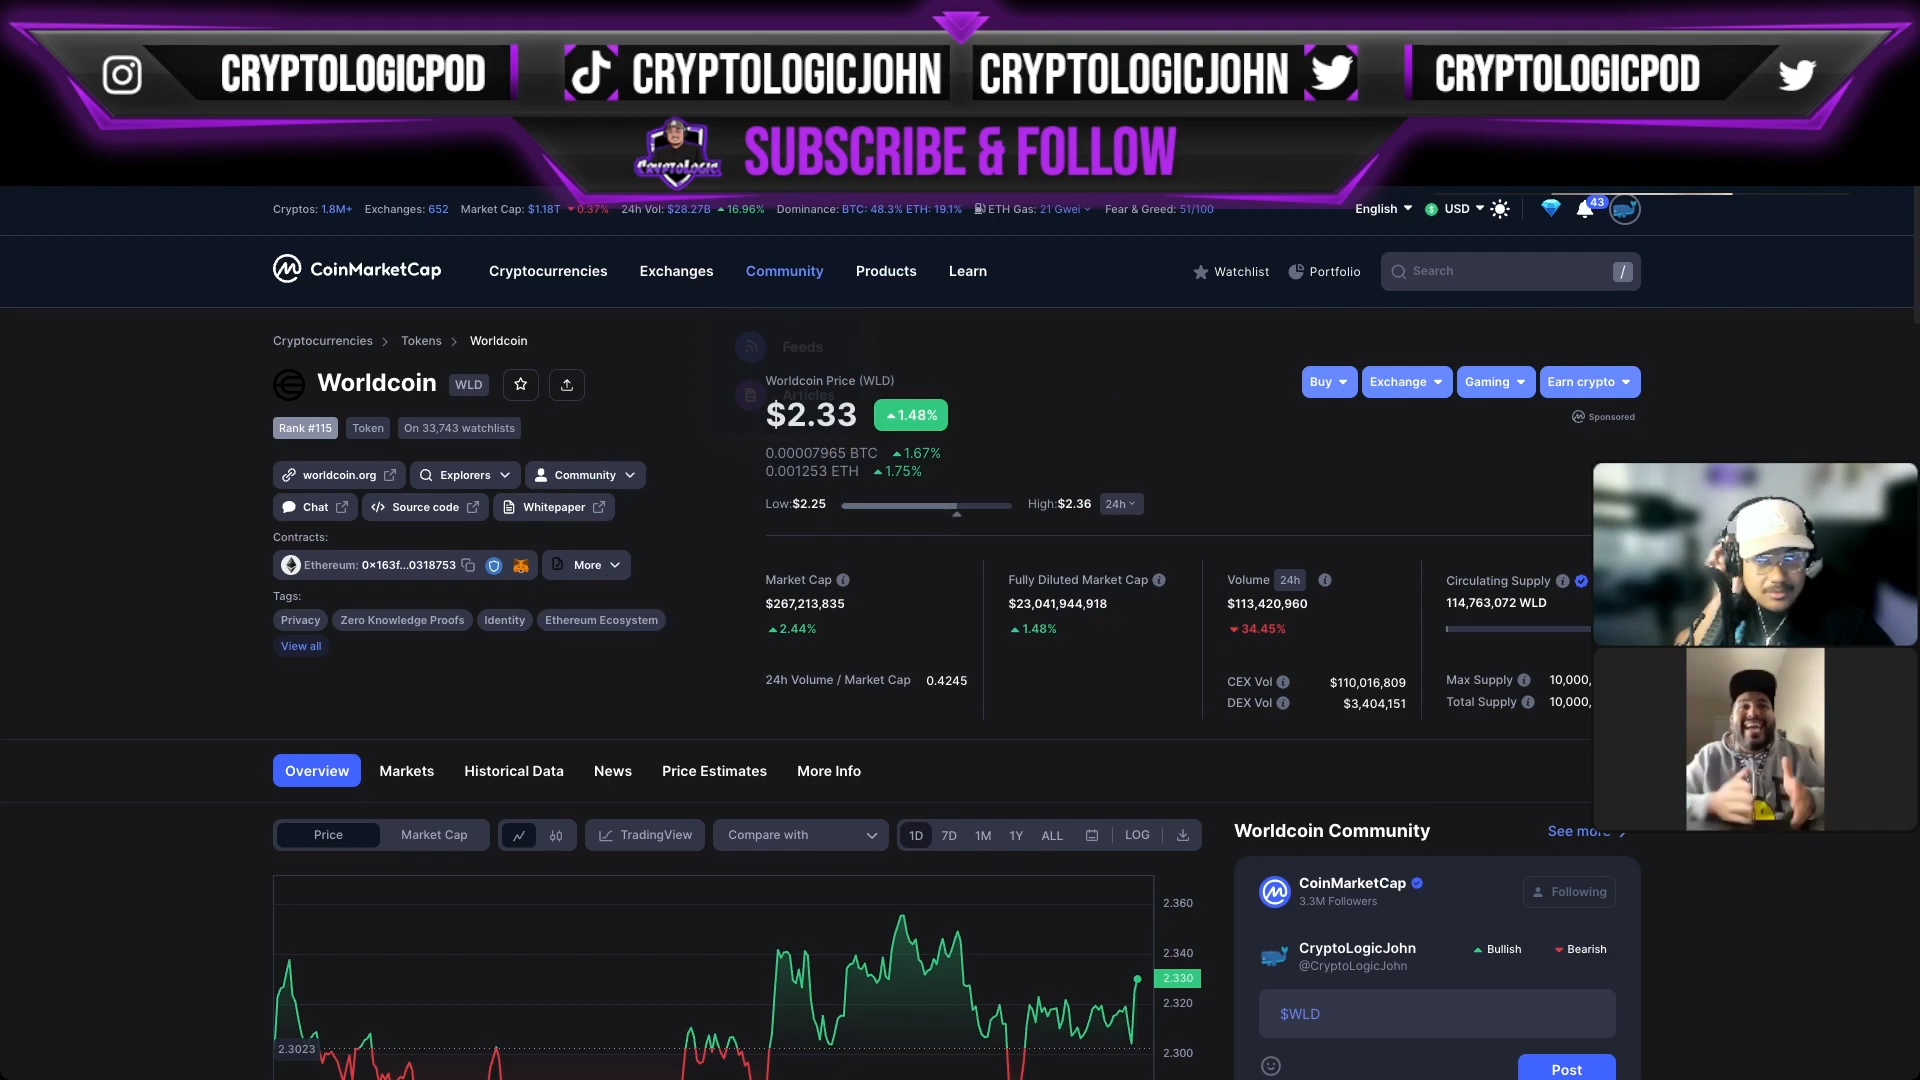 CRYPTOLOGICPOD
CRYPTOLOGICJOHN
CRYPTOLOGICJOHN
CRYPTOLOGICPOD
CRYPTOLOGIC
SUBSCRIBE & FOLLOW
Cryptos: 1.8M+ Exchanges: 652 Market Cap: $1.18T 0.37% 24h Vol: $28.27B 16.96% Dominance: BTC: 48.3% ETH: 19.1% ETH Gas: 21 Gwei Fear & Greed: 51/100
English USD 43
CoinMarketCap Cryptocurrencies Exchanges Community Products Learn Watchlist Portfolio Search /
Cryptocurrencies > Tokens > Worldcoin
Feeds
Articles
Worldcoin WLD
Rank #115 Token On 33,743 watchlists
worldcoin.org Explorers Community
Chat Source code Whitepaper
Contracts:
Ethereum: 0x163f...0318753 More
Tags:
Privacy Zero Knowledge Proofs Identity Ethereum Ecosystem
View all
Worldcoin Price (WLD)
$2.33 1.48%
0.00007965 BTC 1.67%
0.001253 ETH 1.75%
Low:$2.25 High:$2.36 24h
Buy Exchange Gaming Earn crypto
Sponsored
Market Cap
$267,213,835
2.44%
24h Volume / Market Cap 0.4245
Fully Diluted Market Cap
$23,041,944,918
1.48%
Volume 24h
$113,420,960
34.45%
CEX Vol $110,016,809
DEX Vol $3,404,151
Circulating Supply
114,763,072 WLD
Max Supply 10,000,
Total Supply 10,000,
Overview Markets Historical Data News Price Estimates More Info
Price Market Cap TradingView Compare with 1D 7D 1M 1Y ALL LOG
2.360
2.340
2.330
2.320
2.300
2.3023
Worldcoin Community See more
CoinMarketCap Following
3.3M Followers
CryptoLogicJohn Bullish Bearish
@CryptoLogicJohn
$WLD
Post